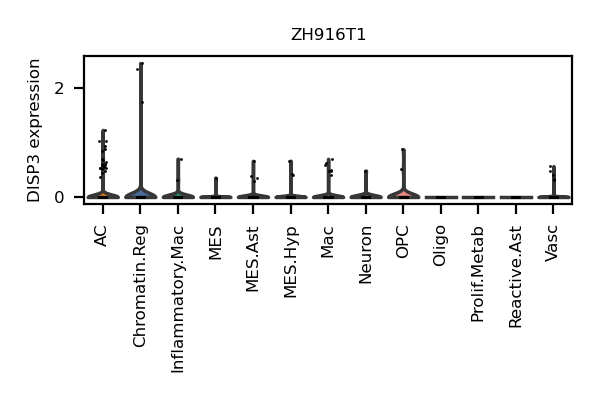 ZH916T1
DISP3 expression
2
0
AC
Chromatin.Reg
Inflammatory.Mac
MES
MES.Ast
MES.Hyp
Mac
Neuron
OPC
Oligo
Prolif.Metab
Reactive.Ast
Vasc